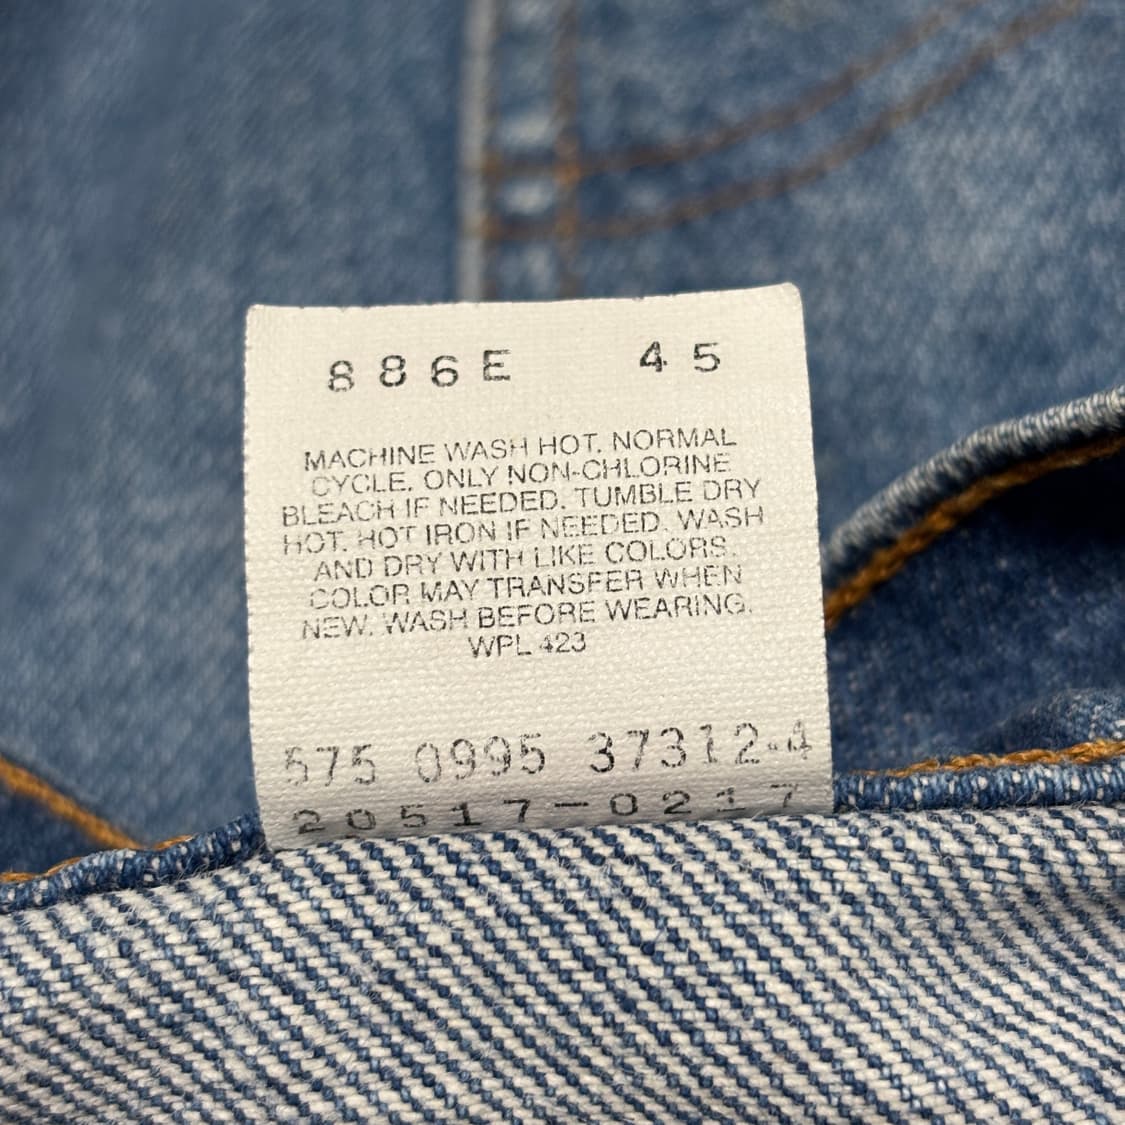 886E 45
MACHINE WASH HOT. NORMAL
CYCLE. ONLY NON-CHLORINE
BLEACH IF NEEDED. TUMBLE DRY
HOT. HOT IRON IF NEEDED. WASH
AND DRY WITH LIKE COLORS.
COLOR MAY TRANSFER WHEN
NEW. WASH BEFORE WEARING.
WPL 423
575 0995 37312-4
20517-0217